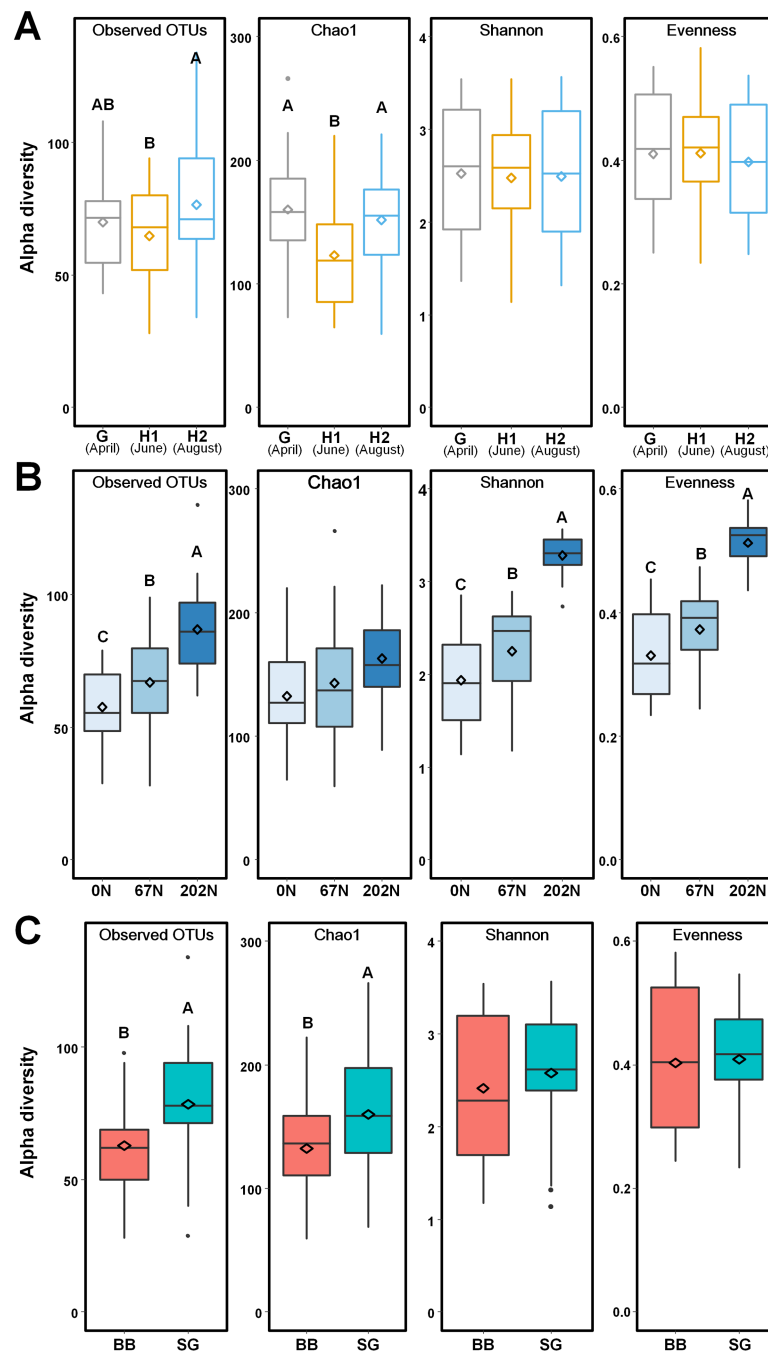 A
Observed OTUs Chao1 Shannon Evenness
Alpha diversity
100
50
0
AB B A
300
200
100
0
A B A
4
3
2
1
0
0.6
0.4
0.2
0.0
G H1 H2 G H1 H2 G H1 H2 G H1 H2
(April) (June) (August) (April) (June) (August) (April) (June) (August) (April) (June) (August)
B
Observed OTUs Chao1 Shannon Evenness
Alpha diversity
100
50
0
C B A
300
200
100
0
4
3
2
1
0
C B A
0.6
0.4
0.2
0.0
C B A
0N 67N 202N 0N 67N 202N 0N 67N 202N 0N 67N 202N
C
Observed OTUs Chao1 Shannon Evenness
Alpha diversity
100
50
0
B A
300
200
100
0
B A
4
3
2
1
0
0.6
0.4
0.2
0.0
BB SG BB SG BB SG BB SG